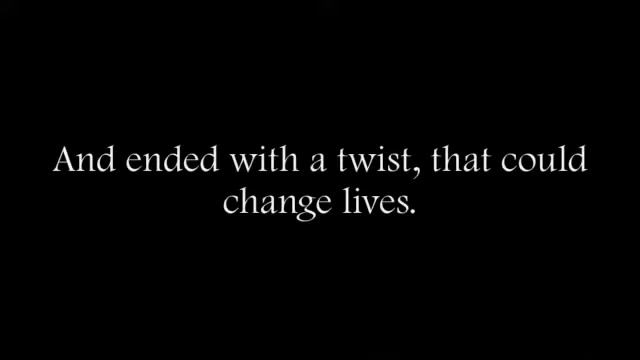 And ended with a twist, that could
change lives.